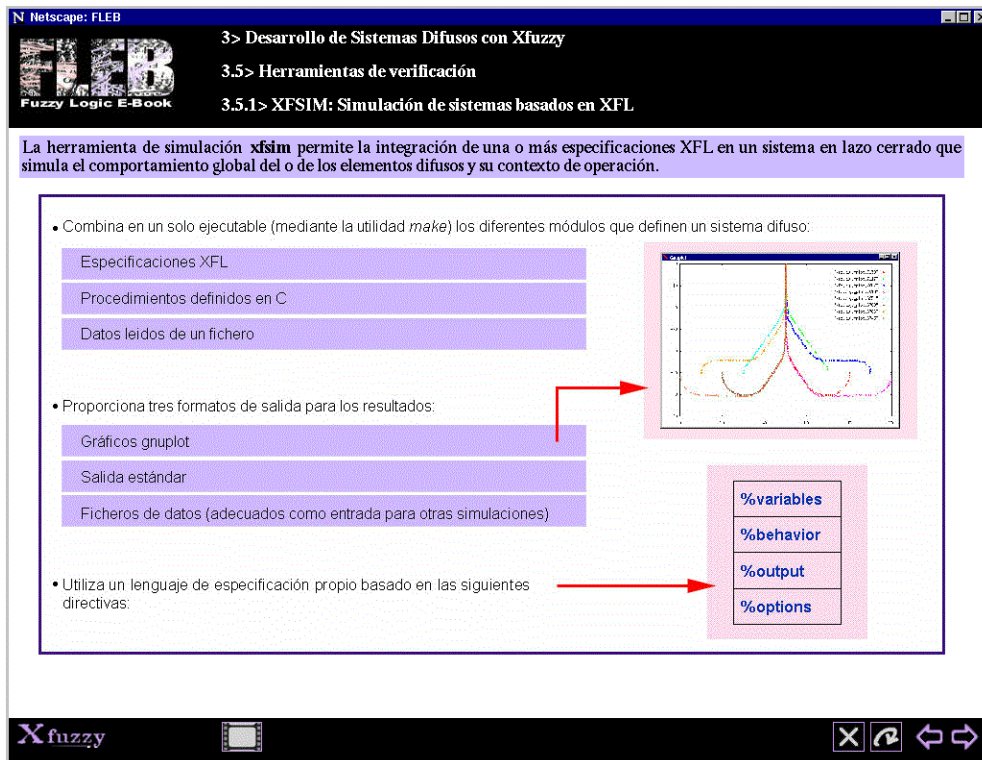 Netscape: FLEB
FLEB
Fuzzy Logic E-Book
3> Desarrollo de Sistemas Difusos con Xfuzzy
3.5> Herramientas de verificación
3.5.1> XFSIM: Simulación de sistemas basados en XFL
La herramienta de simulación xfsim permite la integración de una o más especificaciones XFL en un sistema en lazo cerrado que
simula el comportamiento global del o de los elementos difusos y su contexto de operación.
• Combina en un solo ejecutable (mediante la utilidad make) los diferentes módulos que definen un sistema difuso:
Especificaciones XFL
Procedimientos definidos en C
Datos leidos de un fichero
• Proporciona tres formatos de salida para los resultados:
Gráficos gnuplot
Salida estándar
Ficheros de datos (adecuados como entrada para otras simulaciones)
• Utiliza un lenguaje de especificación propio basado en las siguientes
directivas:
%variables
%behavior
%output
%options
Xfuzzy